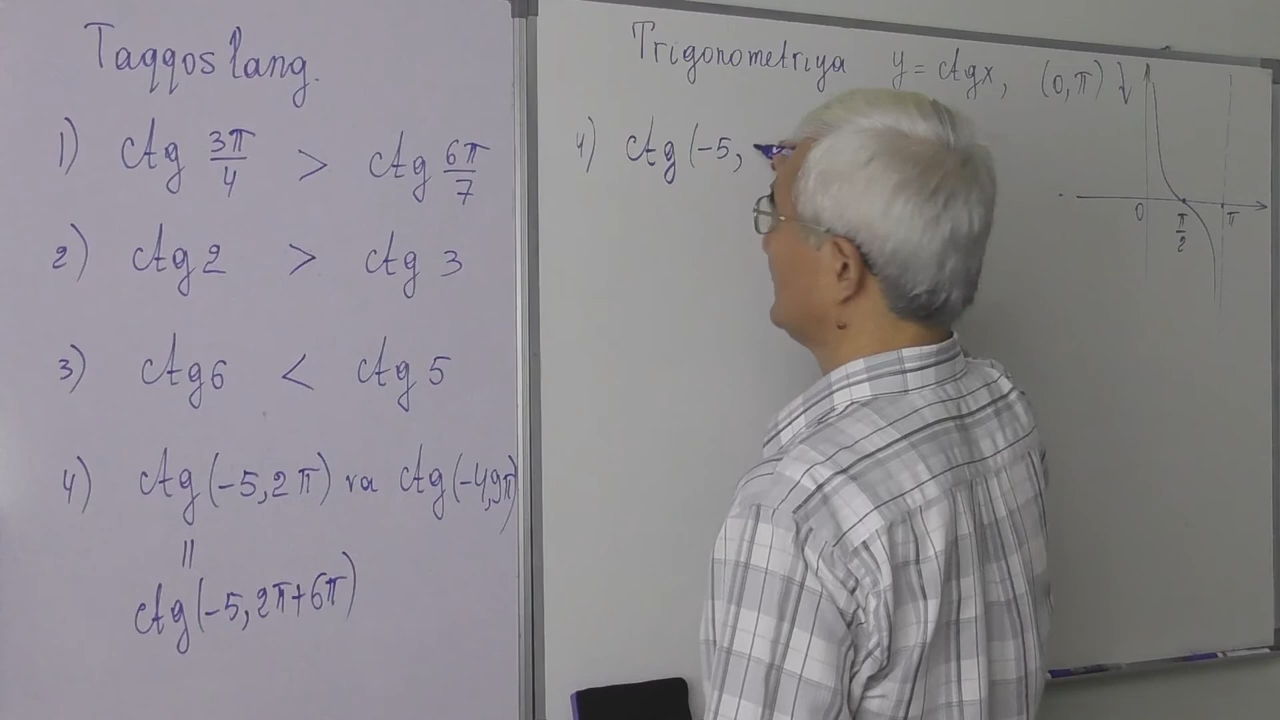 Taqqoslang.
1) ctg 3π/4 > ctg 6π/7
2) ctg 2 > ctg 3
3) ctg 6 < ctg 5
4) ctg(-5,2π) va ctg(-4,9π)
=
ctg(-5,2π+6π)
Trigonometriya y = ctgx, (0,π) ↓
4) ctg(-5,
0 π/2 π